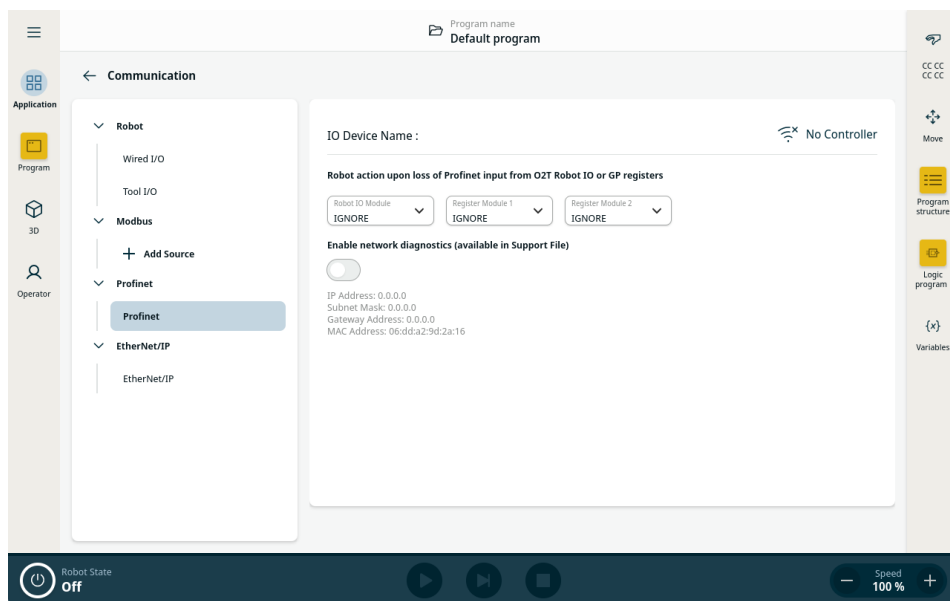 Program name
Default program
Application
Program
3D
Operator
Communication
Robot
Wired I/O
Tool I/O
Modbus
Add Source
Profinet
Profinet
EtherNet/IP
EtherNet/IP
IO Device Name :
No Controller
Robot action upon loss of Profinet input from O2T Robot IO or GP registers
Robot IO Module
IGNORE
Register Module 1
IGNORE
Register Module 2
IGNORE
Enable network diagnostics (available in Support File)
IP Address: 0.0.0.0
Subnet Mask: 0.0.0.0
Gateway Address: 0.0.0.0
MAC Address: 06:dd:a2:9d:2a:16
CC CC
CC CC
Move
Program
structure
Logic
program
{x}
Variables
Robot State
Off
Speed
100 %